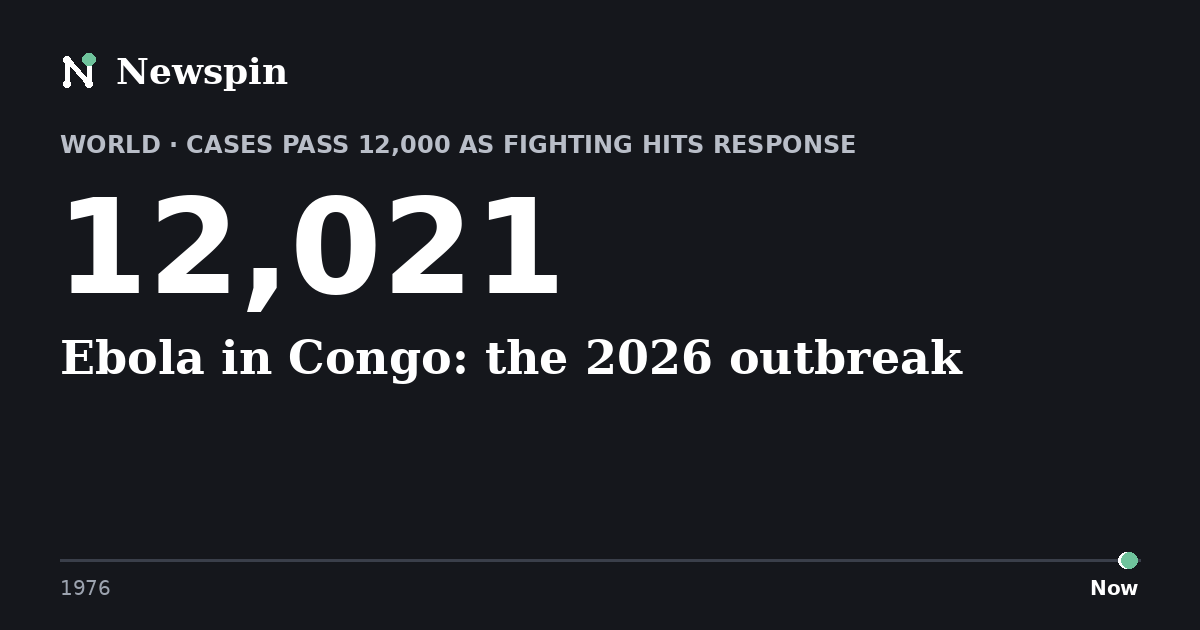 Newspin
WORLD · CASES PASS 12,000 AS FIGHTING HITS RESPONSE
12,021
Ebola in Congo: the 2026 outbreak
1976
Now